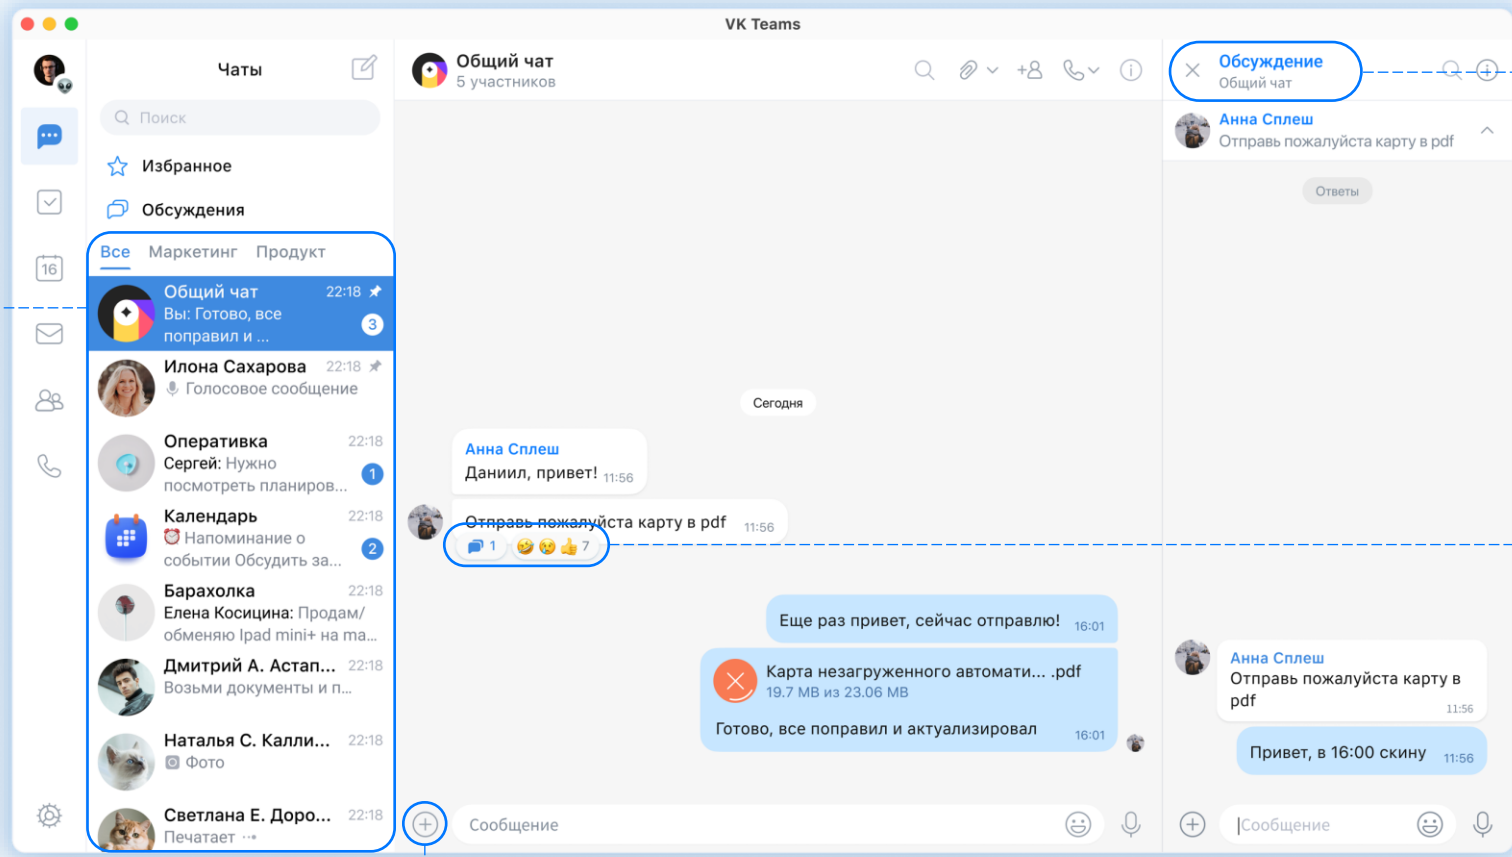 VK Teams
Чаты
Поиск
Избранное
Обсуждения
Все Маркетинг Продукт
Общий чат 22:18
Вы: Готово, все
поправил и ... 3
Илона Сахарова 22:18
Голосовое сообщение
Оперативка 22:18
Сергей: Нужно
посмотреть планиров... 1
Календарь 22:18
Напоминание о
событии Обсудить за... 2
Барахолка 22:18
Елена Косицина: Продам/
обменяю Ipad mini+ на ma...
Дмитрий А. Астап... 22:18
Возьми документы и п...
Наталья С. Калли... 22:18
Фото
Светлана Е. Доро... 22:18
Печатает
16
Общий чат
5 участников
Сегодня
Анна Сплеш
Даниил, привет! 11:56
Отправь пожалуйста карту в pdf 11:56
1 7
Еще раз привет, сейчас отправлю! 16:01
Карта незагруженного автомати... .pdf
19.7 MB из 23.06 MB
Готово, все поправил и актуализировал 16:01
Сообщение
Обсуждение
Общий чат
Анна Сплеш
Отправь пожалуйста карту в pdf
Ответы
Анна Сплеш
Отправь пожалуйста карту в
pdf 11:56
Привет, в 16:00 скину 11:56
Сообщение